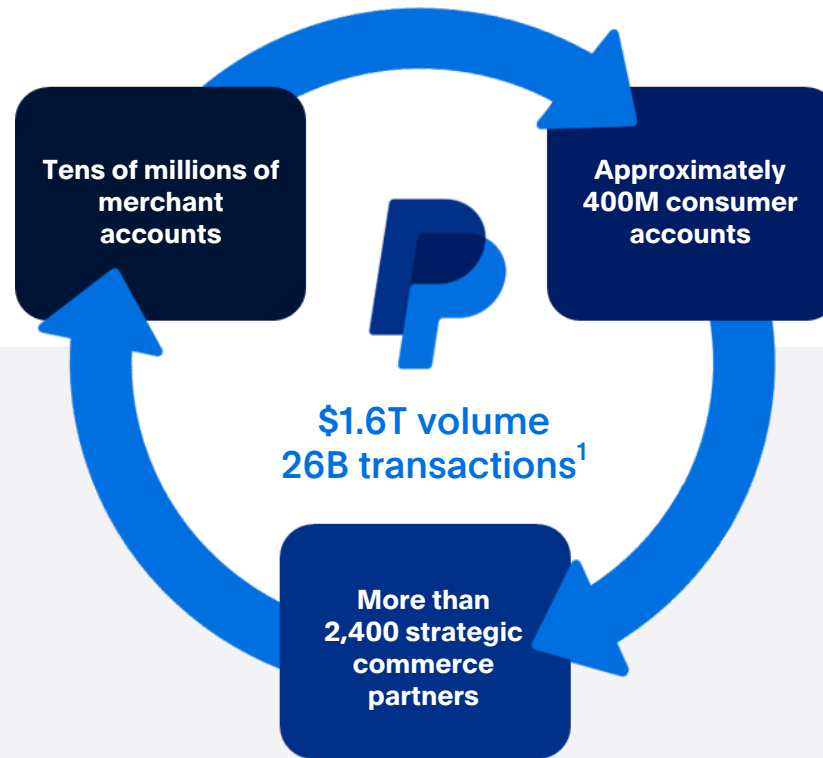 Tens of millions of
merchant
accounts
Approximately
400M consumer
accounts
$1.6T volume
26B transactions¹
More than
2,400 strategic
commerce
partners